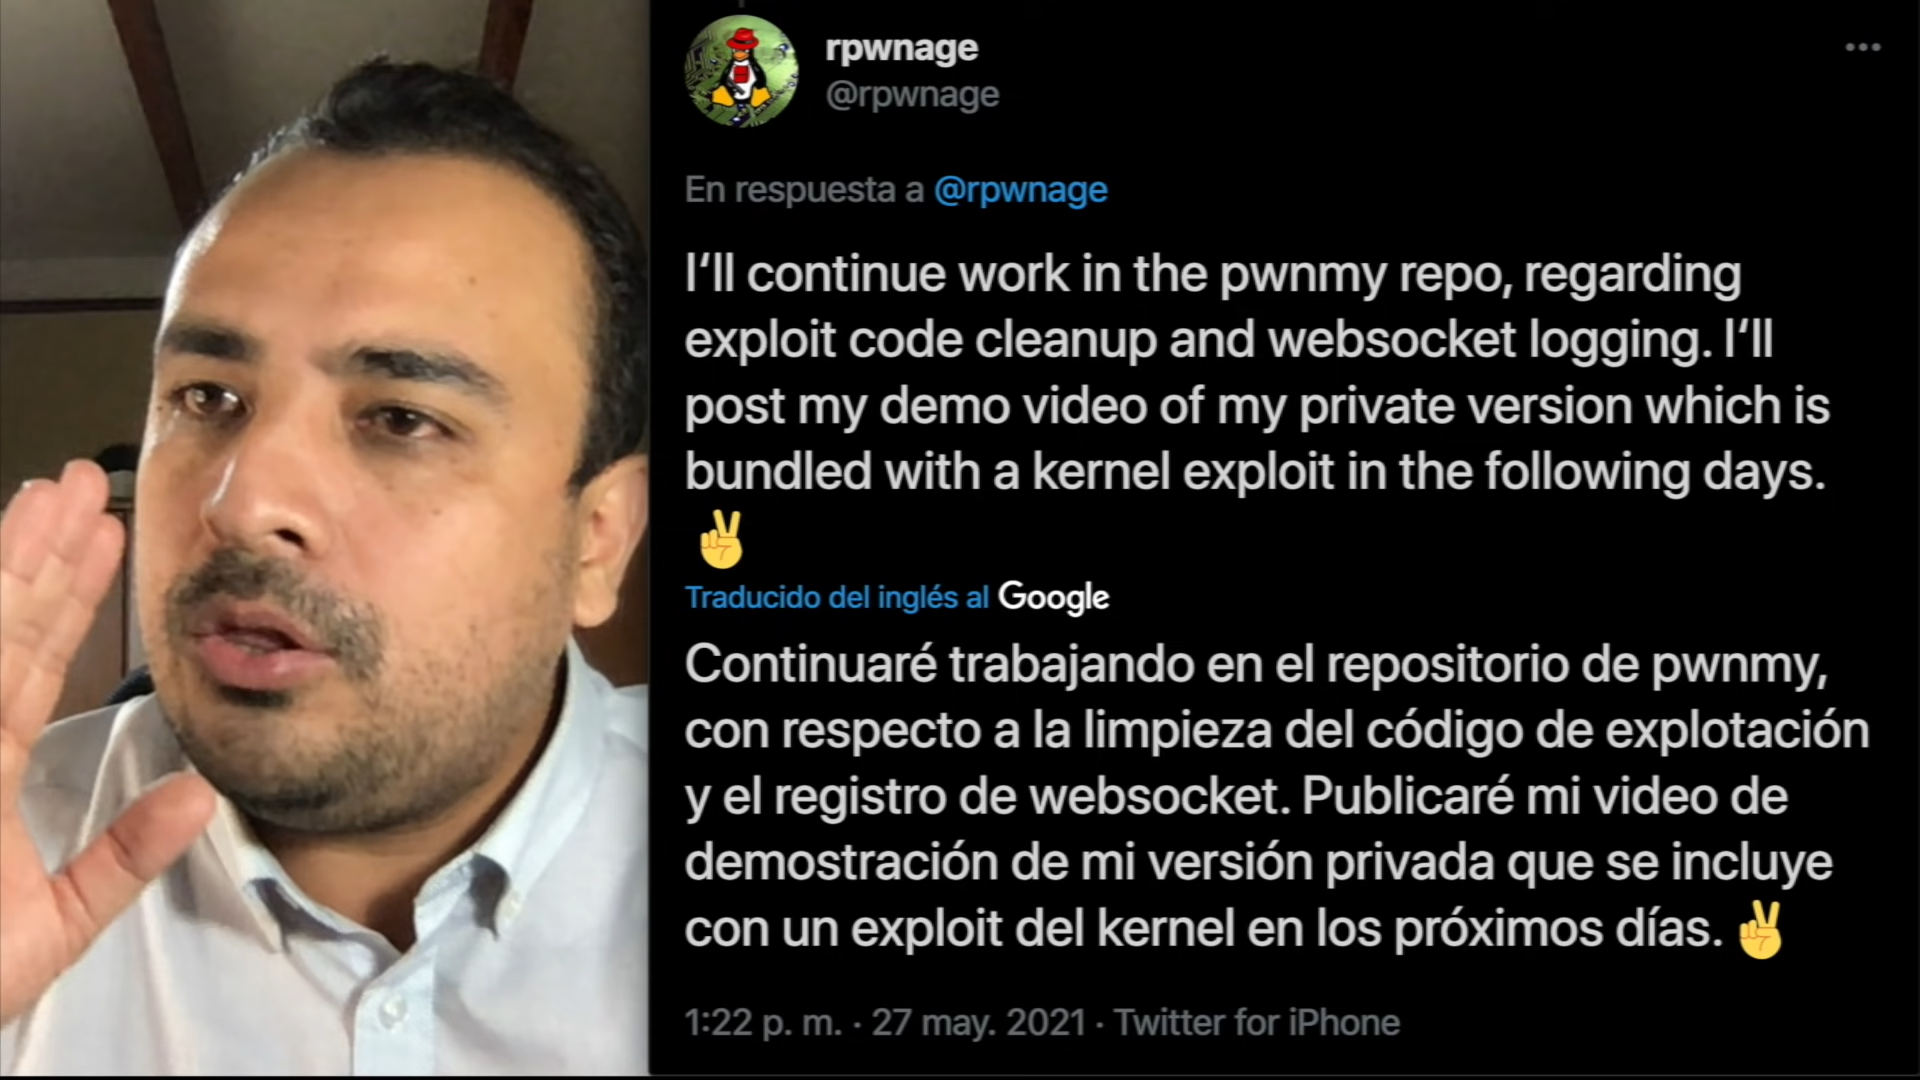 rpwnage
@rpwnage
En respuesta a @rpwnage
I‘ll continue work in the pwnmy repo, regarding
exploit code cleanup and websocket logging. I‘ll
post my demo video of my private version which is
bundled with a kernel exploit in the following days.
✌️
Traducido del inglés al Google
Continuaré trabajando en el repositorio de pwnmy,
con respecto a la limpieza del código de explotación
y el registro de websocket. Publicaré mi video de
demostración de mi versión privada que se incluye
con un exploit del kernel en los próximos días. ✌️
1:22 p. m. · 27 may. 2021 · Twitter for iPhone